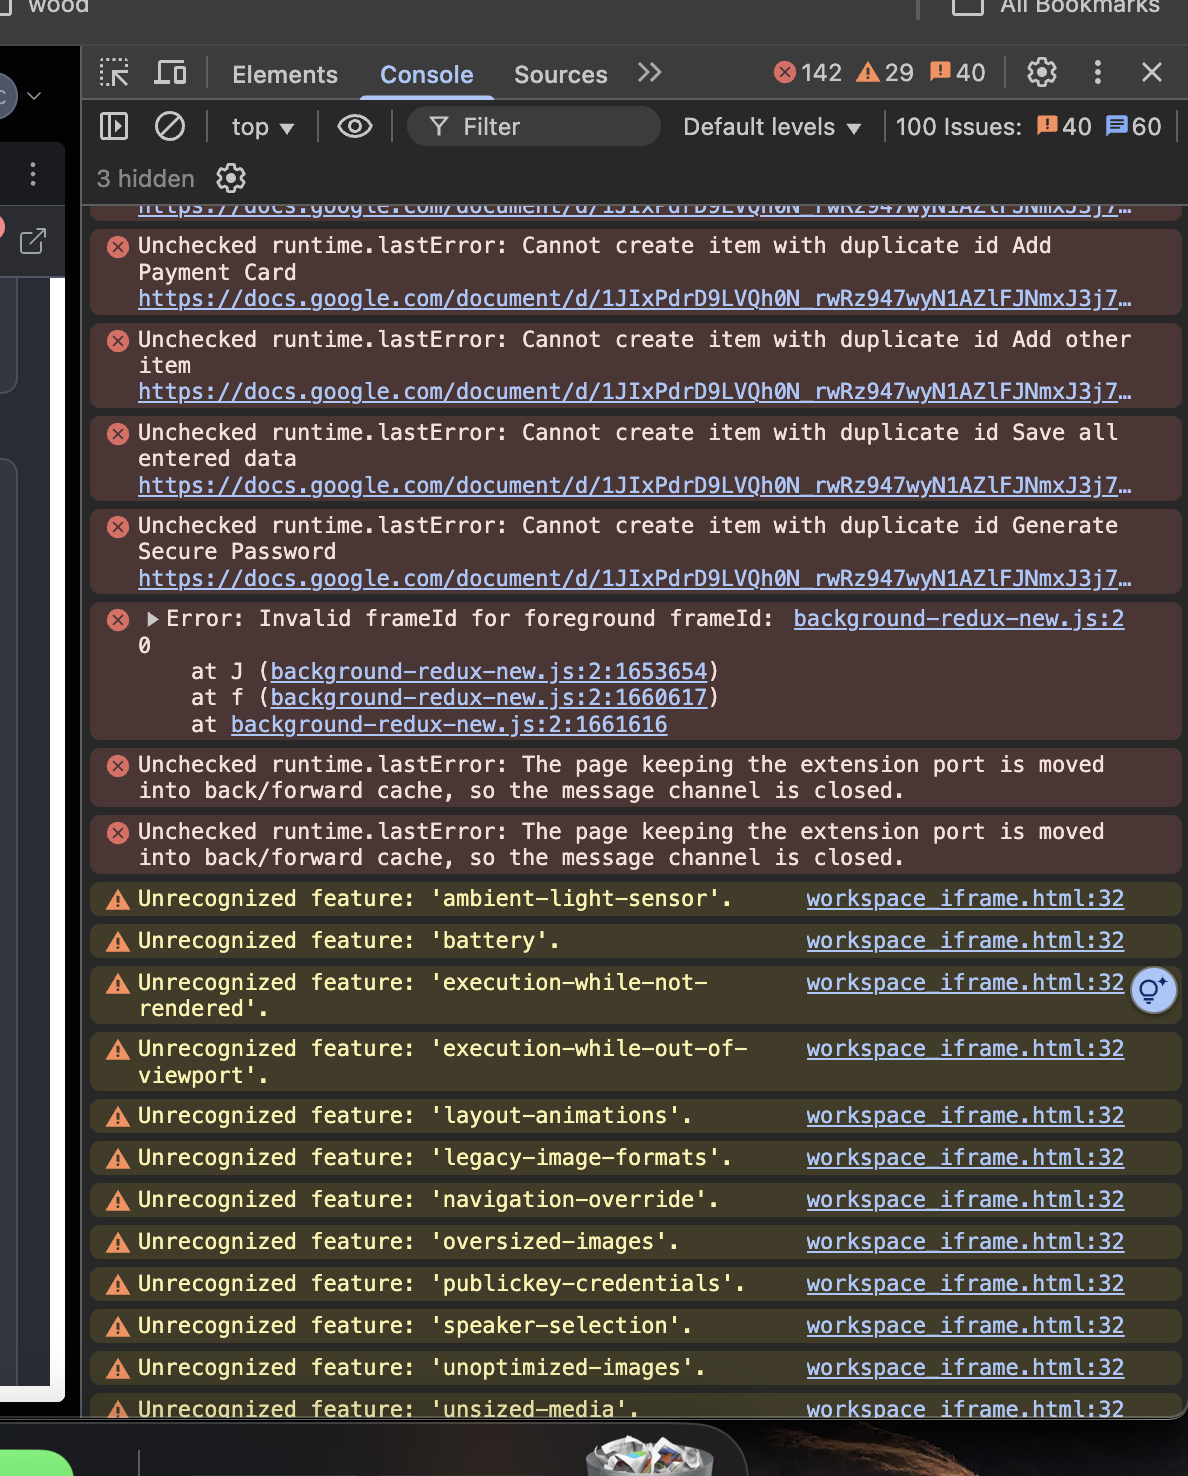 wood
All Bookmarks
Elements
Console
Sources
142
29
40
top
Filter
Default levels
100 Issues:
40
60
3 hidden
https://docs.google.com/document/d/1JIxPdrD9LVQh0N_rwRz947wyN1AZlFJNmxJ3j7…
Unchecked runtime.lastError: Cannot create item with duplicate id Add
Payment Card
https://docs.google.com/document/d/1JIxPdrD9LVQh0N_rwRz947wyN1AZlFJNmxJ3j7…
Unchecked runtime.lastError: Cannot create item with duplicate id Add other
item
https://docs.google.com/document/d/1JIxPdrD9LVQh0N_rwRz947wyN1AZlFJNmxJ3j7…
Unchecked runtime.lastError: Cannot create item with duplicate id Save all
entered data
https://docs.google.com/document/d/1JIxPdrD9LVQh0N_rwRz947wyN1AZlFJNmxJ3j7…
Unchecked runtime.lastError: Cannot create item with duplicate id Generate
Secure Password
https://docs.google.com/document/d/1JIxPdrD9LVQh0N_rwRz947wyN1AZlFJNmxJ3j7…
Error: Invalid frameId for foreground frameId: background-redux-new.js:2
0
at J (background-redux-new.js:2:1653654)
at f (background-redux-new.js:2:1660617)
at background-redux-new.js:2:1661616
Unchecked runtime.lastError: The page keeping the extension port is moved
into back/forward cache, so the message channel is closed.
Unchecked runtime.lastError: The page keeping the extension port is moved
into back/forward cache, so the message channel is closed.
Unrecognized feature: 'ambient-light-sensor'. workspace_iframe.html:32
Unrecognized feature: 'battery'. workspace_iframe.html:32
Unrecognized feature: 'execution-while-not- workspace_iframe.html:32
rendered'.
Unrecognized feature: 'execution-while-out-of- workspace_iframe.html:32
viewport'.
Unrecognized feature: 'layout-animations'. workspace_iframe.html:32
Unrecognized feature: 'legacy-image-formats'. workspace_iframe.html:32
Unrecognized feature: 'navigation-override'. workspace_iframe.html:32
Unrecognized feature: 'oversized-images'. workspace_iframe.html:32
Unrecognized feature: 'publickey-credentials'. workspace_iframe.html:32
Unrecognized feature: 'speaker-selection'. workspace_iframe.html:32
Unrecognized feature: 'unoptimized-images'. workspace_iframe.html:32
Unrecognized feature: 'unsized-media'. workspace_iframe.html:32